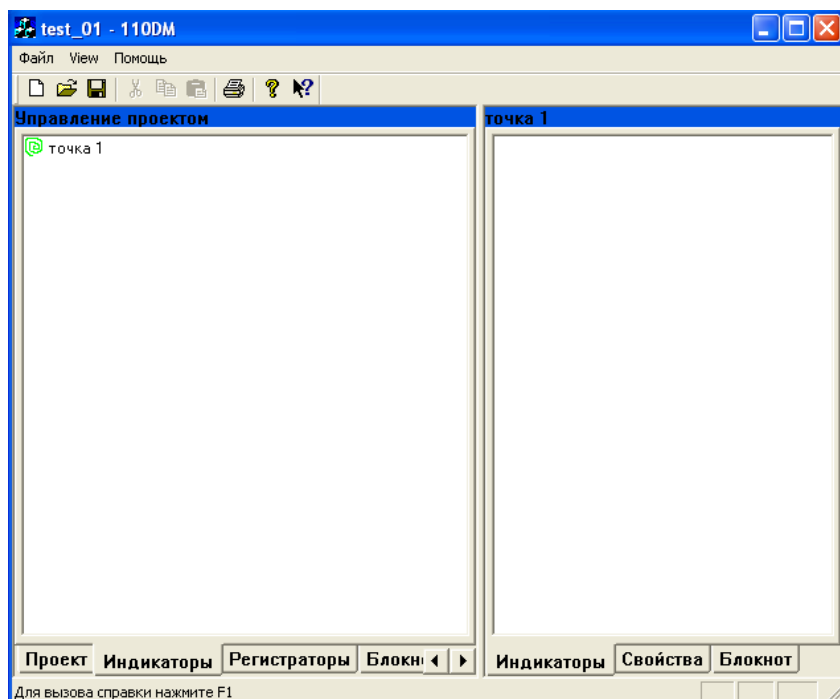 test_01 - 110DM
Файл View Помощь
Управление проектом
точка 1
точка 1
Проект Индикаторы Регистраторы
Индикаторы Свойства Блокнот
Для вызова справки нажмите F1